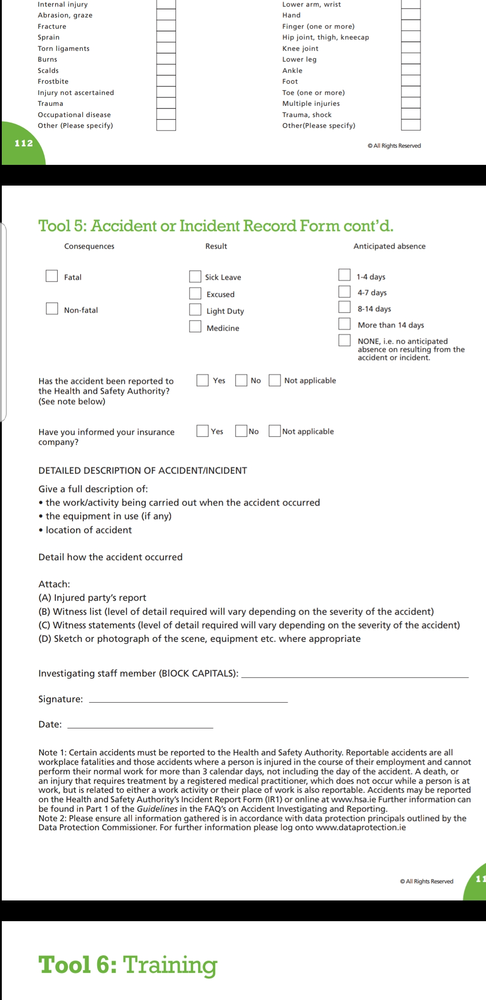 Internal injury
Abrasion, graze
Fracture
Sprain
Torn ligaments
Burns
Scalds
Frostbite
Injury not ascertained
Trauma
Occupational disease
Other (Please specify)
Lower arm, wrist
Hand
Finger (one or more)
Hip joint, thigh, kneecap
Knee joint
Lower leg
Ankle
Foot
Toe (one or more)
Multiple injuries
Trauma, shock
Other(Please specify)
112
© All Rights Reserved
Tool 5: Accident or Incident Record Form cont’d.
Consequences
Fatal
Non-fatal
Result
Sick Leave
Excused
Light Duty
Medicine
Anticipated absence
1-4 days
4-7 days
8-14 days
More than 14 days
NONE, i.e. no anticipated
absence on resulting from the
accident or incident.
Has the accident been reported to
the Health and Safety Authority?
(See note below)
Yes No Not applicable
Have you informed your insurance
company?
Yes No Not applicable
DETAILED DESCRIPTION OF ACCIDENT/INCIDENT
Give a full description of:
• the work/activity being carried out when the accident occurred
• the equipment in use (if any)
• location of accident
Detail how the accident occurred
Attach:
(A) Injured party’s report
(B) Witness list (level of detail required will vary depending on the severity of the accident)
(C) Witness statements (level of detail required will vary depending on the severity of the accident)
(D) Sketch or photograph of the scene, equipment etc. where appropriate
Investigating staff member (BlOCK CAPITALS):
Signature:
Date:
Note 1: Certain accidents must be reported to the Health and Safety Authority. Reportable accidents are all
workplace fatalities and those accidents where a person is injured in the course of their employment and cannot
perform their normal work for more than 3 calendar days, not including the day of the accident. A death, or
an injury that requires treatment by a registered medical practitioner, which does not occur while a person is at
work, but is related to either a work activity or their place of work is also reportable. Accidents may be reported
on the Health and Safety Authority’s Incident Report Form (IR1) or online at www.hsa.ie Further information can
be found in Part 1 of the Guidelines in the FAQ’s on Accident Investigating and Reporting.
Note 2: Please ensure all information gathered is in accordance with data protection principals outlined by the
Data Protection Commissioner. For further information please log onto www.dataprotection.ie
© All Rights Reserved
11
Tool 6: Training